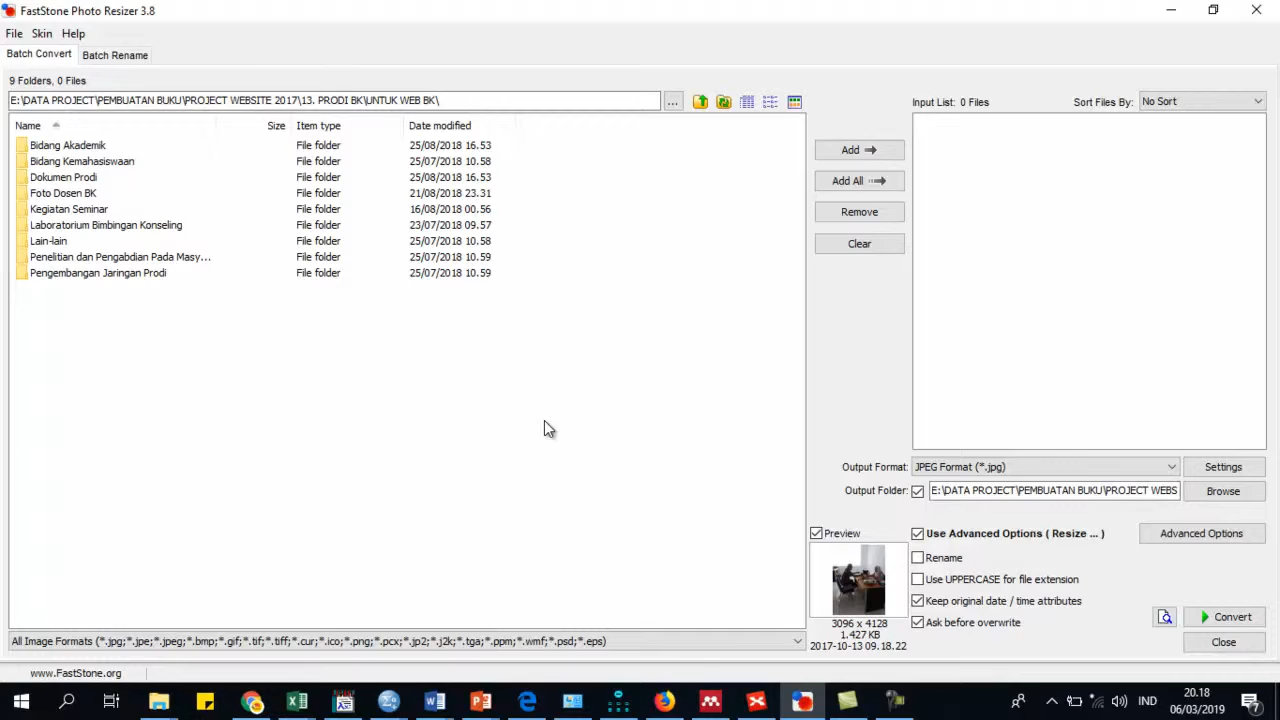 FastStone Photo Resizer 3.8
File Skin Help
Batch Convert Batch Rename
9 Folders, 0 Files
E:\DATA PROJECT\PEMBUATAN BUKU\PROJECT WEBSITE 2017\13. PRODI BK\UNTUK WEB BK\ ...
Input List: 0 Files Sort Files By: No Sort
Name Size Item type Date modified
Bidang Akademik File folder 25/08/2018 16.53
Bidang Kemahasiswaan File folder 25/07/2018 10.58
Dokumen Prodi File folder 25/08/2018 16.53
Foto Dosen BK File folder 21/08/2018 23.31
Kegiatan Seminar File folder 16/08/2018 00.56
Laboratorium Bimbingan Konseling File folder 23/07/2018 09.57
Lain-lain File folder 25/07/2018 10.58
Penelitian dan Pengabdian Pada Masy... File folder 25/07/2018 10.59
Pengembangan Jaringan Prodi File folder 25/07/2018 10.59
Add
Add All
Remove
Clear
Output Format: JPEG Format (*.jpg) Settings
Output Folder: E:\DATA PROJECT\PEMBUATAN BUKU\PROJECT WEBS Browse
Preview
Use Advanced Options ( Resize ... ) Advanced Options
Rename
Use UPPERCASE for file extension
Keep original date / time attributes
Ask before overwrite
Convert
Close
3096 x 4128
1.427 KB
2017-10-13 09.18.22
All Image Formats (*.jpg;*.jpe;*.jpeg;*.bmp;*.gif;*.tif;*.tiff;*.cur;*.ico;*.png;*.pcx;*.jp2;*.j2k;*.tga;*.ppm;*.wmf;*.psd;*.eps)
www.FastStone.org
IND
20.18
06/03/2019
7